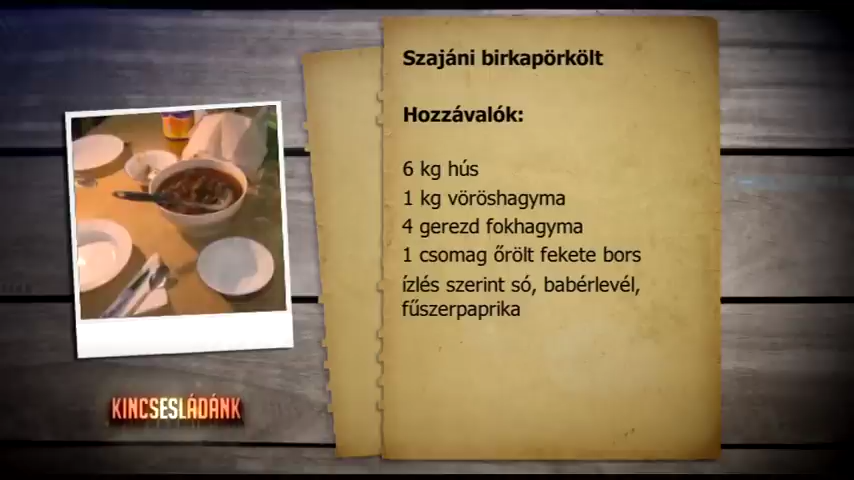 Szajáni birkapörkölt
Hozzávalók:
6 kg hús
1 kg vöröshagyma
4 gerezd fokhagyma
1 csomag őrölt fekete bors
ízlés szerint só, babérlevél,
fűszerpaprika
KINCSESLÁDÁNK